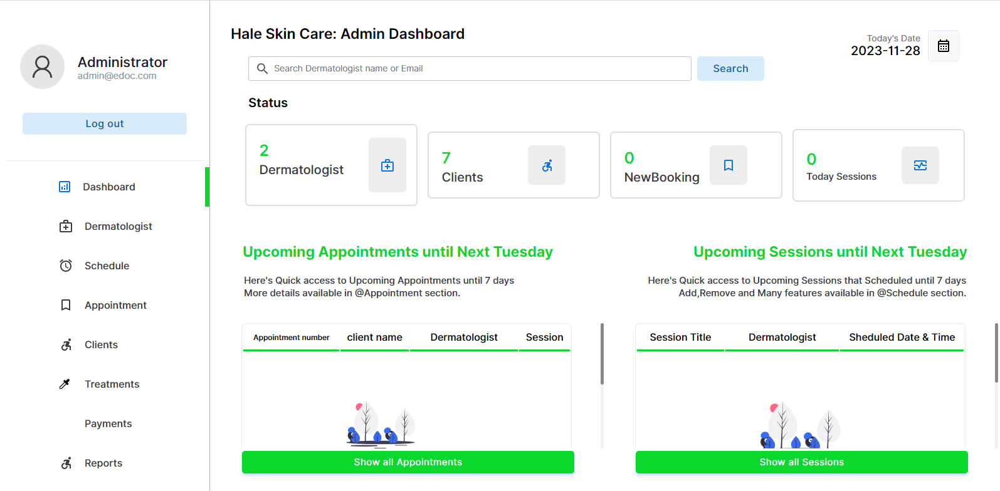 Administrator
admin@edoc.com
Log out
Dashboard
Dermatologist
Schedule
Appointment
Clients
Treatments
Payments
Reports
Hale Skin Care: Admin Dashboard
Today's Date
2023-11-28
Search Dermatologist name or Email
Search
Status
2
Dermatologist
7
Clients
0
NewBooking
0
Today Sessions
Upcoming Appointments until Next Tuesday
Here's Quick access to Upcoming Appointments until 7 days
More details available in @Appointment section.
Appointment number client name Dermatologist Session
Show all Appointments
Upcoming Sessions until Next Tuesday
Here's Quick access to Upcoming Sessions that Scheduled until 7 days
Add,Remove and Many features available in @Schedule section.
Session Title Dermatologist Sheduled Date & Time
Show all Sessions